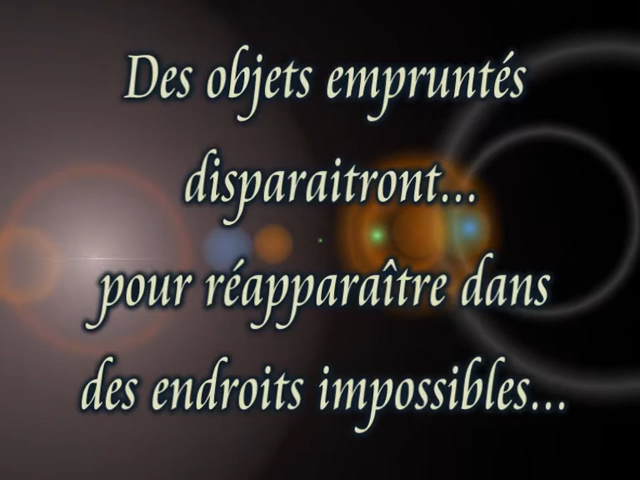 Des objets empruntés
disparaitront...
pour réapparaître dans
des endroits impossibles...